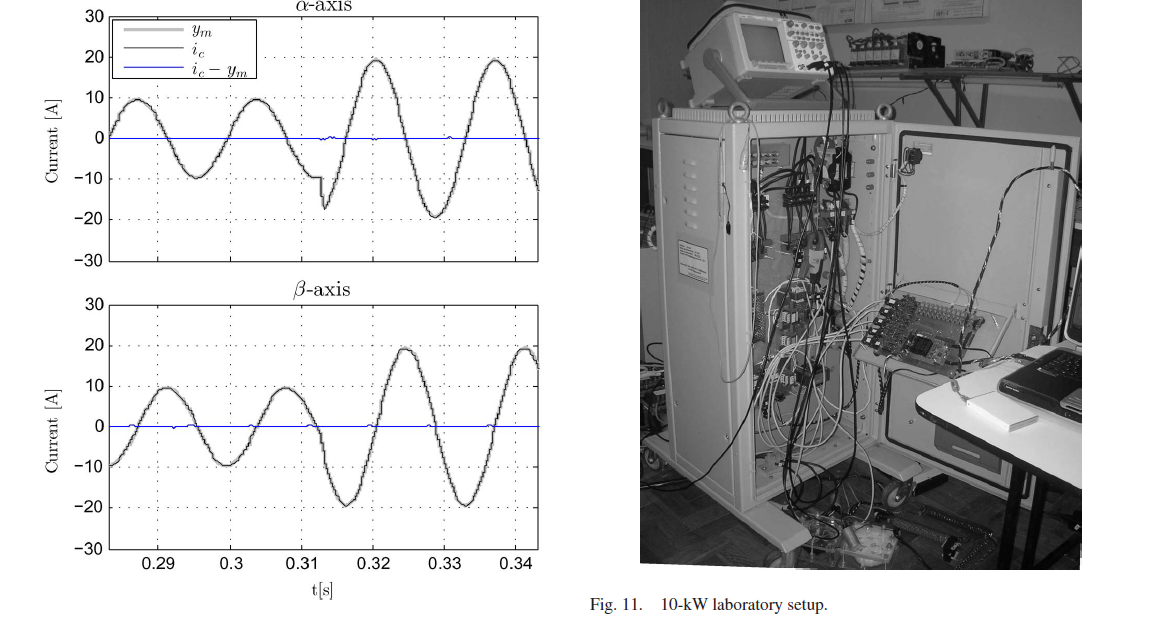 α-axis
30
20
10
0
−10
−20
−30
Current [A]
y_m
i_c
i_c − y_m
β-axis
30
20
10
0
−10
−20
−30
Current [A]
0.29
0.3
0.31
0.32
0.33
0.34
t[s]
Fig. 11. 10-kW laboratory setup.